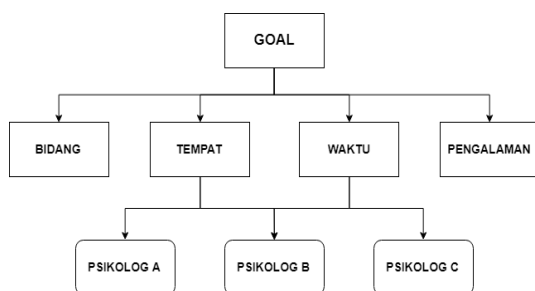 GOAL
BIDANG
TEMPAT
WAKTU
PENGALAMAN
PSIKOLOG A
PSIKOLOG B
PSIKOLOG C